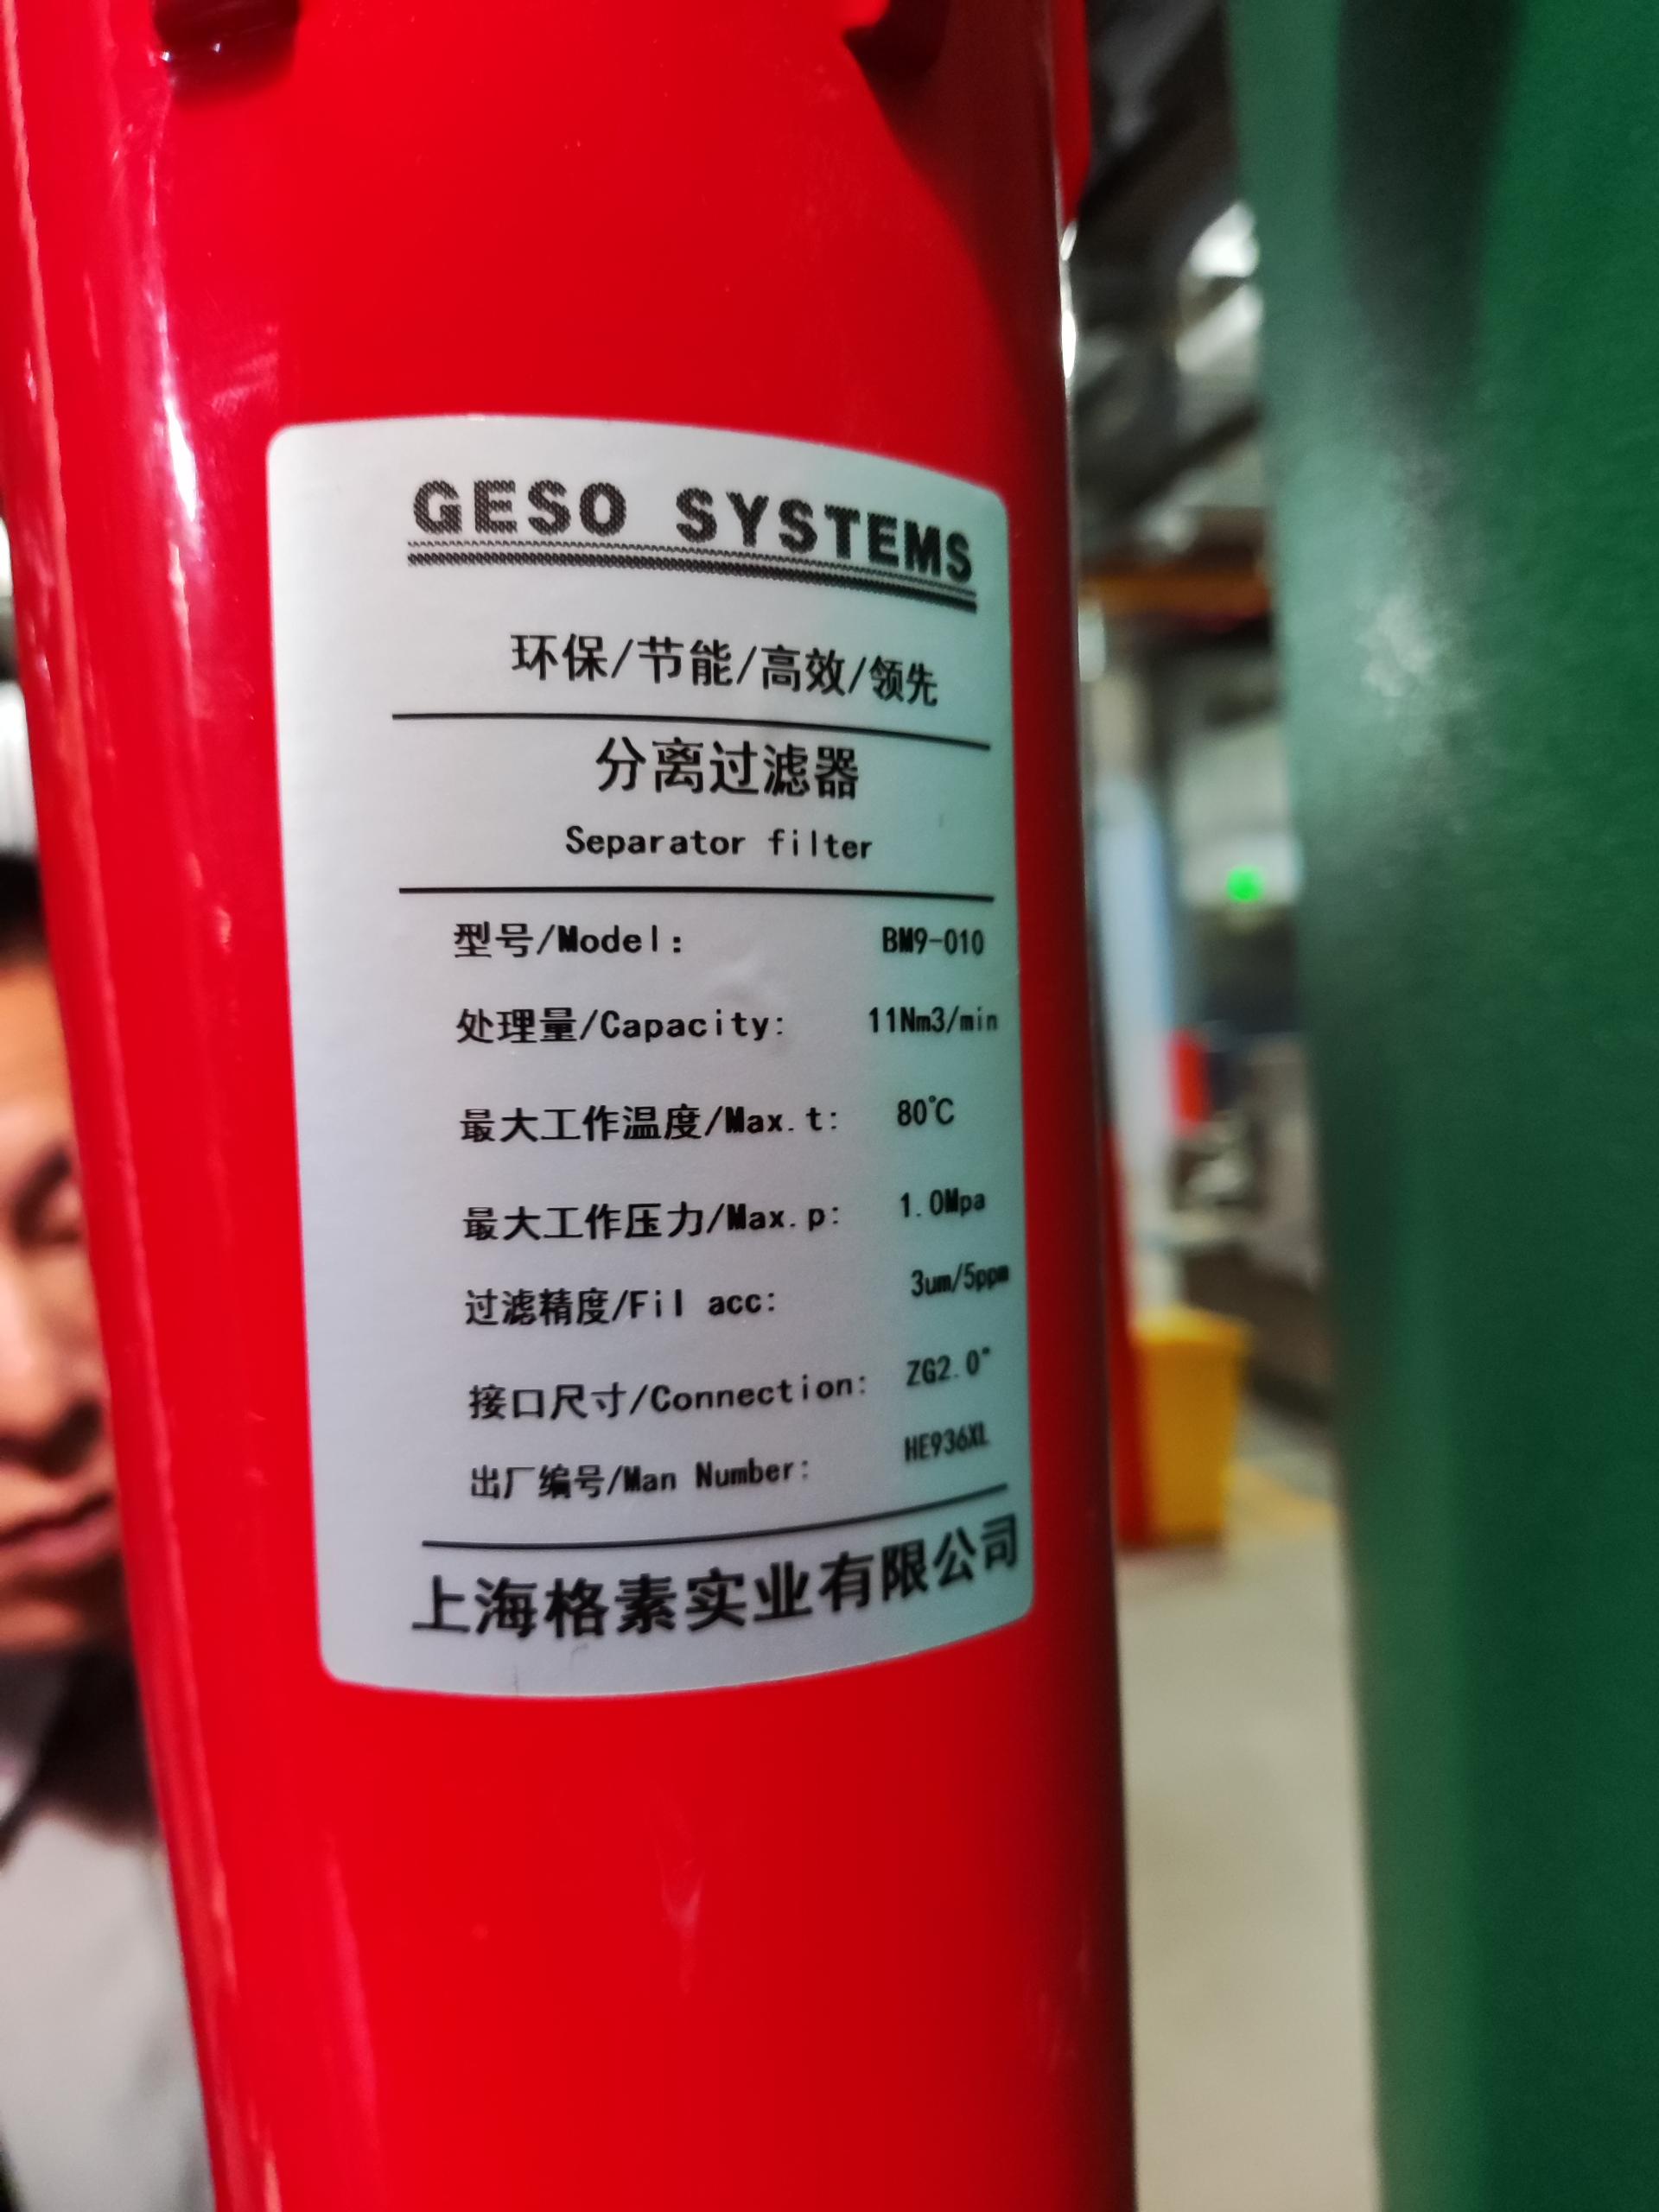 GESO SYSTEMS
环保/节能/高效/领先
分离过滤器
Separator filter
型号/Model: BM9-010
处理量/Capacity: 11Nm3/min
最大工作温度/Max.t: 80℃
最大工作压力/Max.p: 1.0Mpa
过滤精度/Fil acc: 3um/5ppm
接口尺寸/Connection: ZG2.0"
出厂编号/Man Number: HE936XL
上海格素实业有限公司